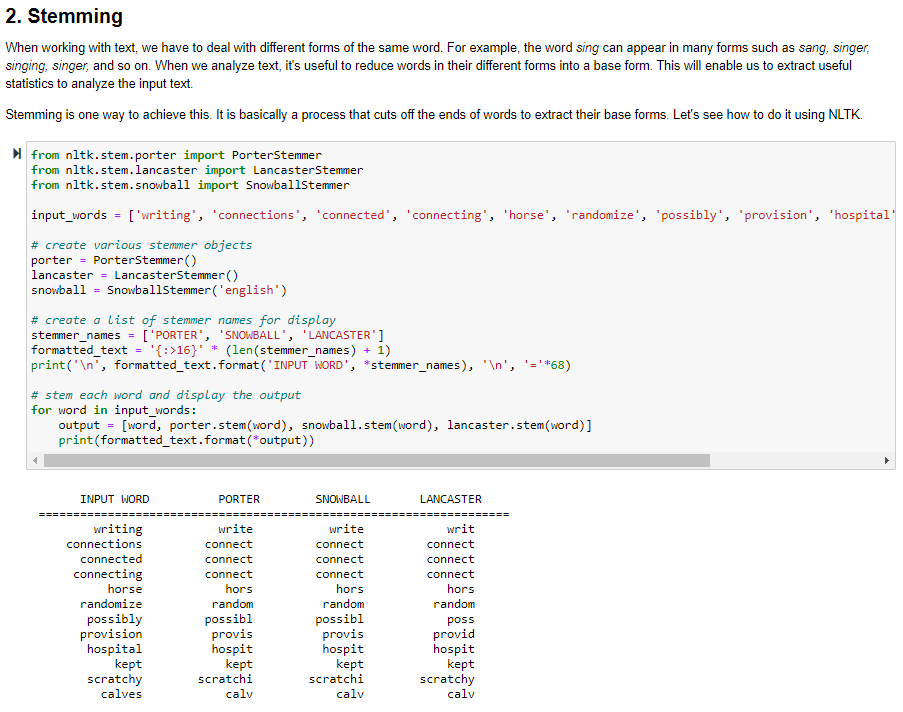 2. Stemming
When working with text, we have to deal with different forms of the same word. For example, the word sing can appear in many forms such as sang, singer,
singing, singer, and so on. When we analyze text, it's useful to reduce words in their different forms into a base form. This will enable us to extract useful
statistics to analyze the input text.
Stemming is one way to achieve this. It is basically a process that cuts off the ends of words to extract their base forms. Let's see how to do it using NLTK.
from nltk.stem.porter import PorterStemmer
from nltk.stem.lancaster import LancasterStemmer
from nltk.stem.snowball import SnowballStemmer
input_words = ['writing', 'connections', 'connected', 'connecting', 'horse', 'randomize', 'possibly', 'provision', 'hospital'
# create various stemmer objects
porter = PorterStemmer()
lancaster = LancasterStemmer()
snowball = SnowballStemmer('english')
# create a list of stemmer names for display
stemmer_names = ['PORTER', 'SNOWBALL', 'LANCASTER']
formatted_text = '{:>16}' * (len(stemmer_names) + 1)
print('\n', formatted_text.format('INPUT WORD', *stemmer_names), '\n', '='*68)
# stem each word and display the output
for word in input_words:
    output = [word, porter.stem(word), snowball.stem(word), lancaster.stem(word)]
    print(formatted_text.format(*output))
INPUT WORD PORTER SNOWBALL LANCASTER
====================================================================
writing write write writ
connections connect connect connect
connected connect connect connect
connecting connect connect connect
horse hors hors hors
randomize random random random
possibly possibl possibl poss
provision provis provis provid
hospital hospit hospit hospit
kept kept kept kept
scratchy scratchi scratchi scratchy
calves calv calv calv